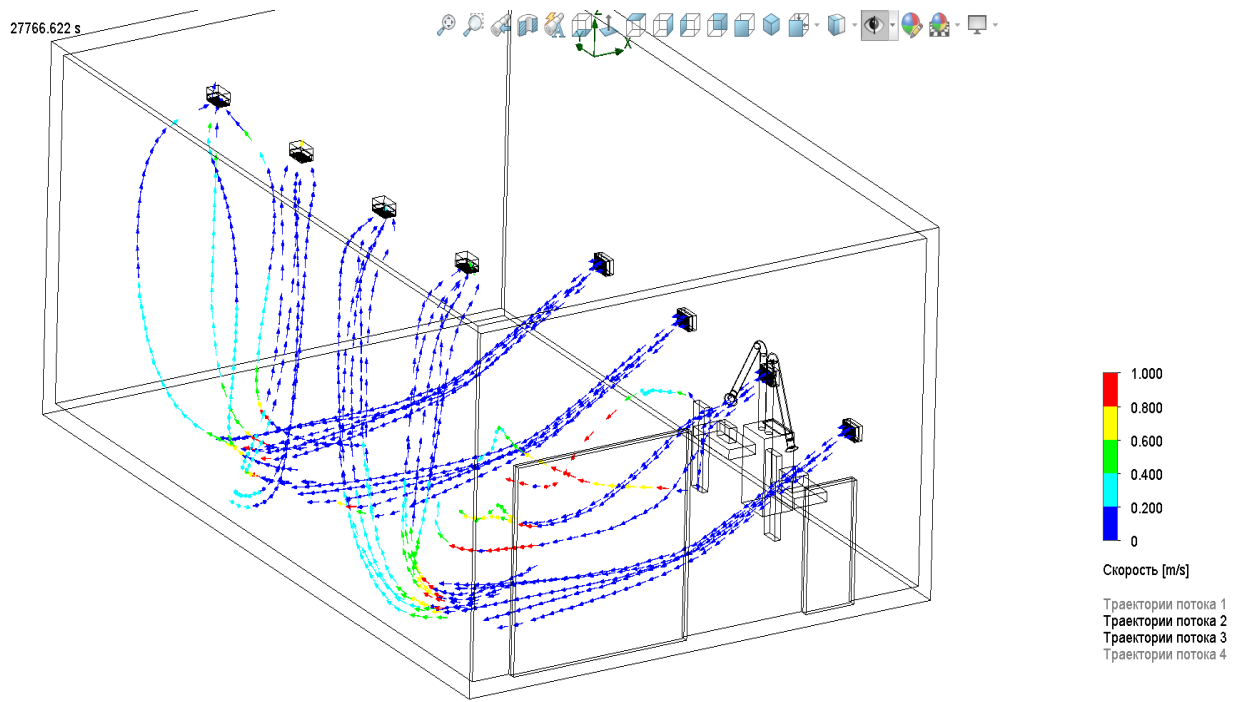 27766.622 s
Z
X
1.000
0.800
0.600
0.400
0.200
0
Скорость [m/s]
Траектории потока 1
Траектории потока 2
Траектории потока 3
Траектории потока 4